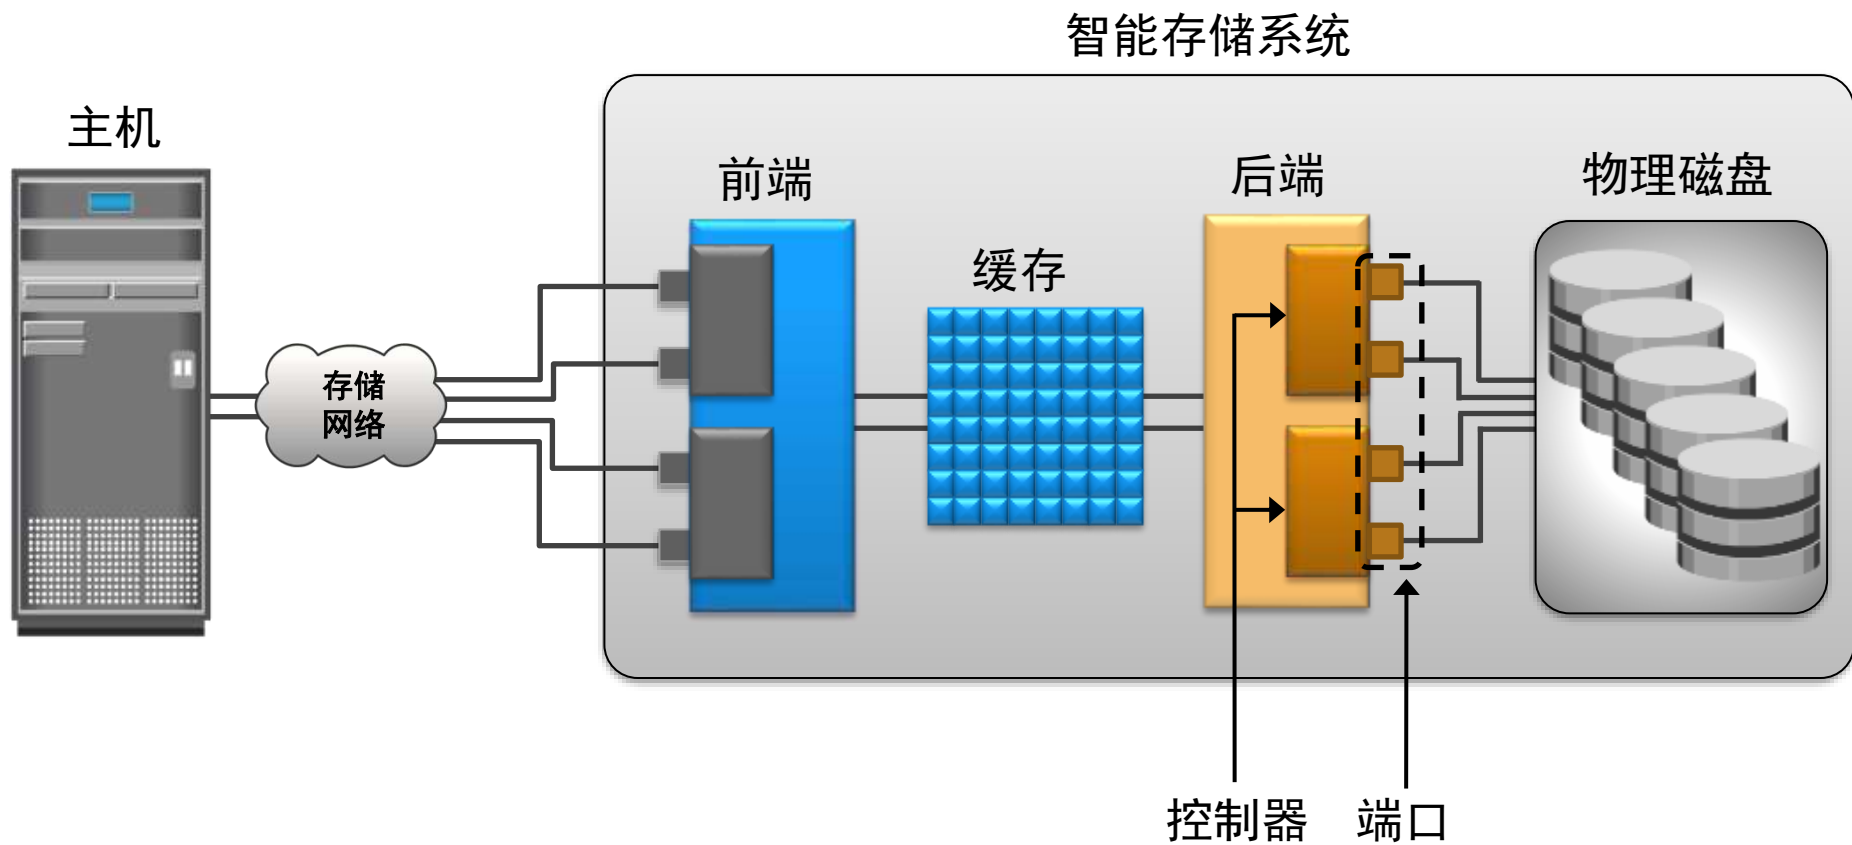 智能存储系统
主机
前端
后端
物理磁盘
缓存
存储
网络
控制器
端口